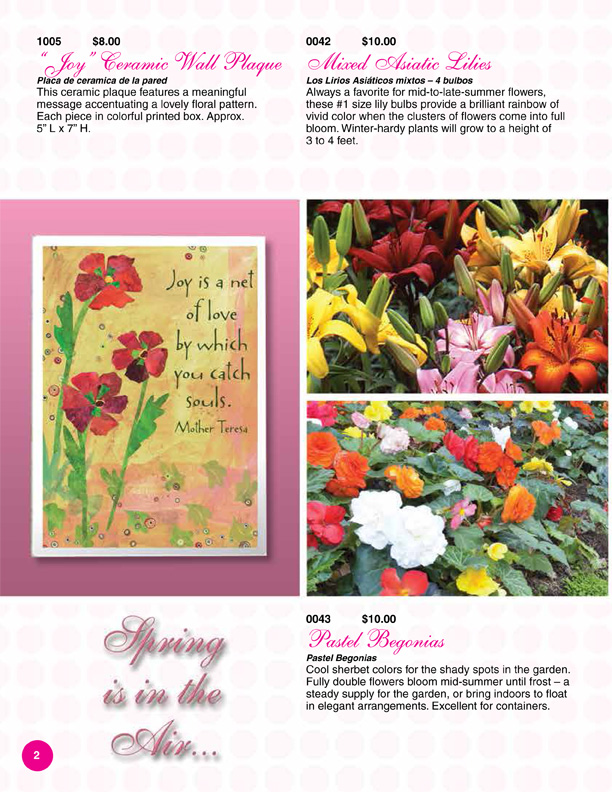 1005 $8.00
“Joy” Ceramic Wall Plaque
Placa de ceramica de la pared
This ceramic plaque features a meaningful
message accentuating a lovely floral pattern.
Each piece in colorful printed box. Approx.
5” L x 7” H.
0042 $10.00
Mixed Asiatic Lilies
Los Lirios Asiáticos mixtos – 4 bulbos
Always a favorite for mid-to-late-summer flowers,
these #1 size lily bulbs provide a brilliant rainbow of
vivid color when the clusters of flowers come into full
bloom. Winter-hardy plants will grow to a height of
3 to 4 feet.
Joy is a net
of love
by which
you catch
souls.
Mother Teresa
Spring
is in the
Air...
0043 $10.00
Pastel Begonias
Pastel Begonias
Cool sherbet colors for the shady spots in the garden.
Fully double flowers bloom mid-summer until frost – a
steady supply for the garden, or bring indoors to float
in elegant arrangements. Excellent for containers.
2